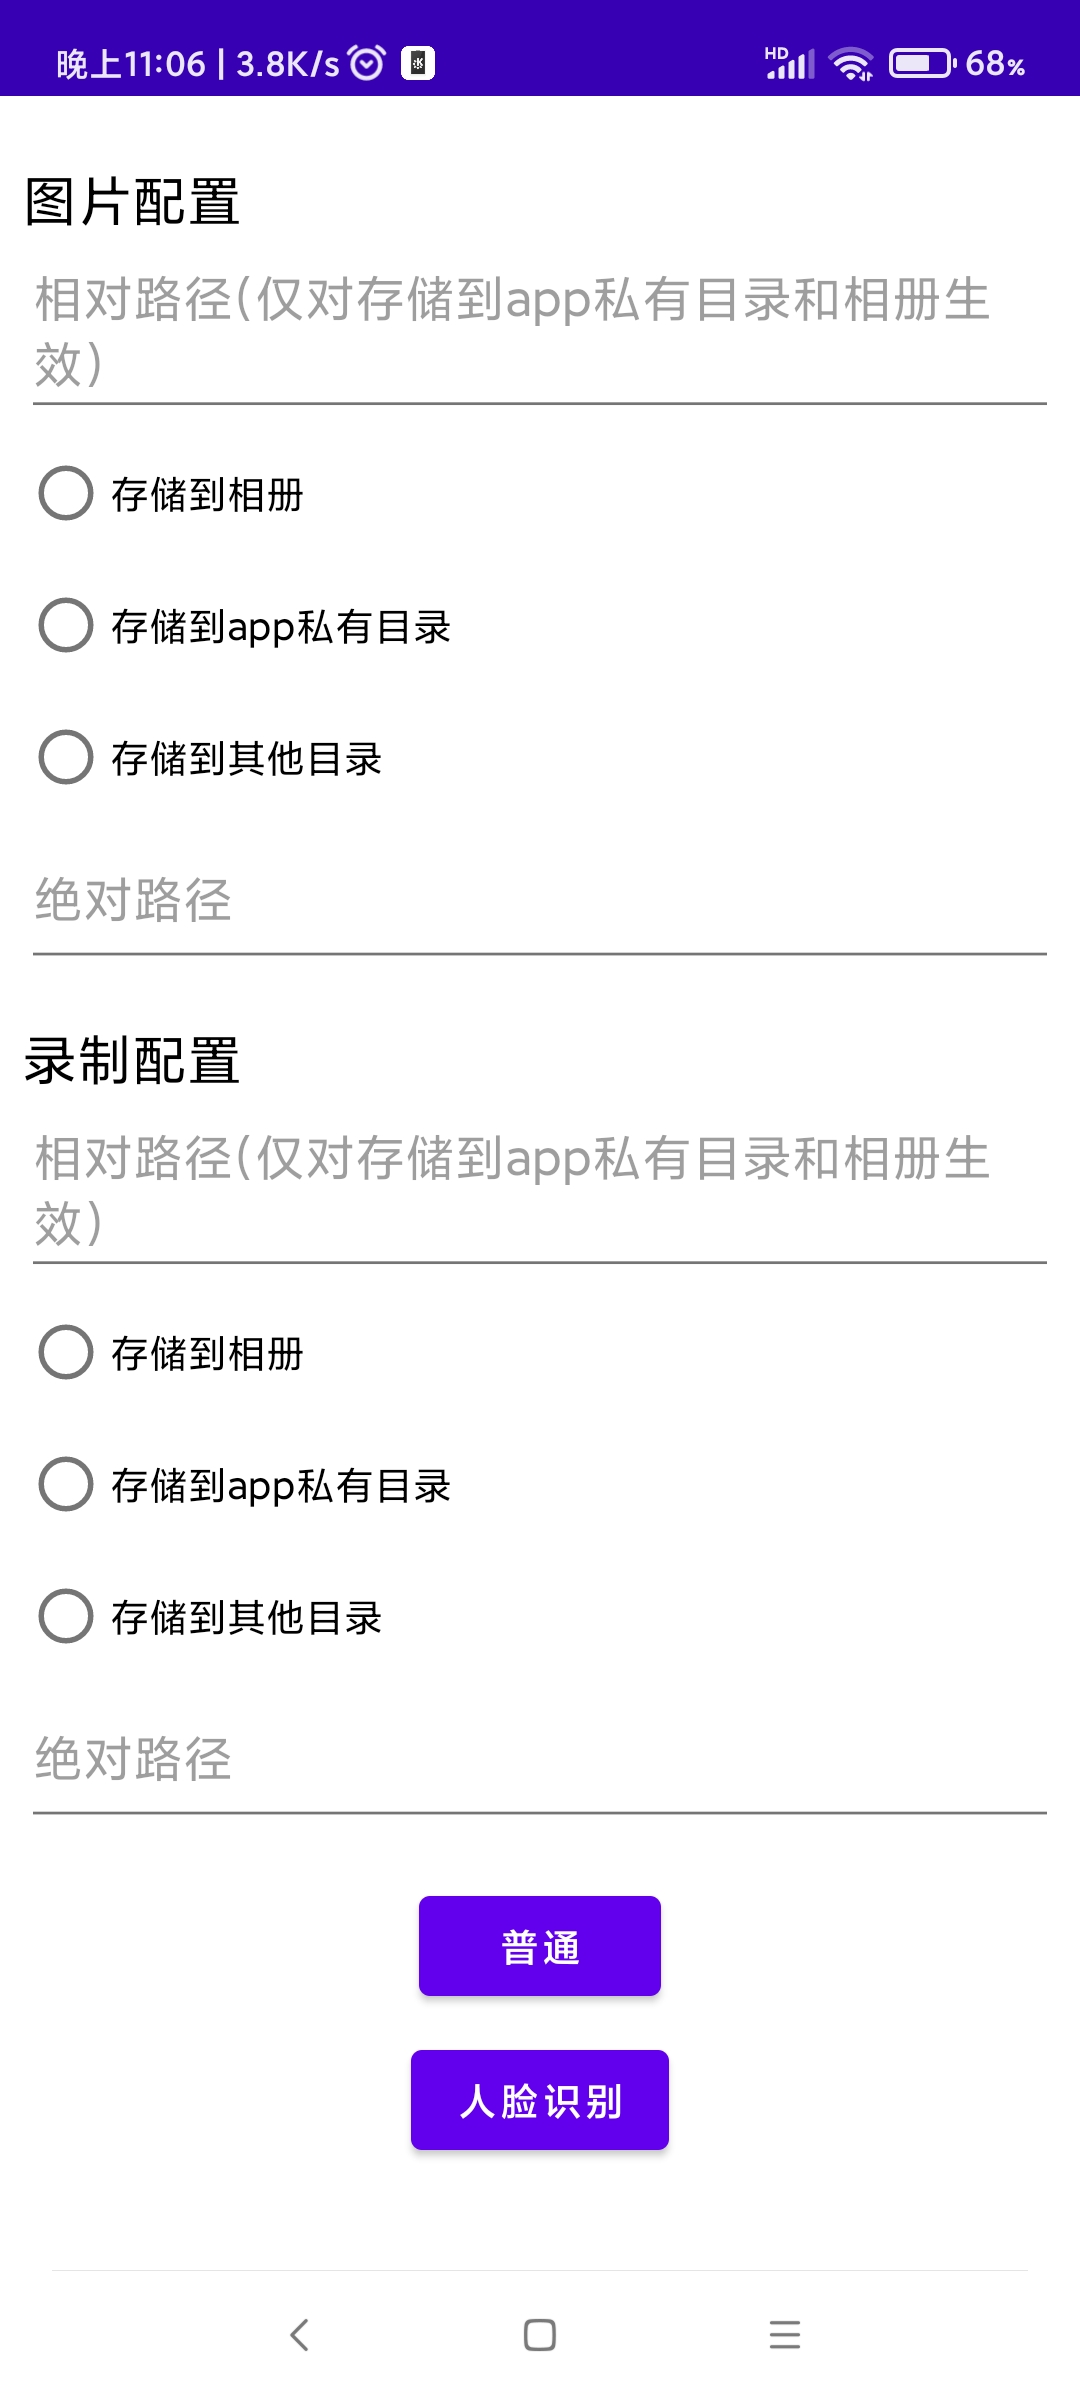 晚上11:06 | 3.8K/s
HD
68%
图片配置
相对路径(仅对存储到app私有目录和相册生
效)
存储到相册
存储到app私有目录
存储到其他目录
绝对路径
录制配置
相对路径(仅对存储到app私有目录和相册生
效)
存储到相册
存储到app私有目录
存储到其他目录
绝对路径
普通
人脸识别